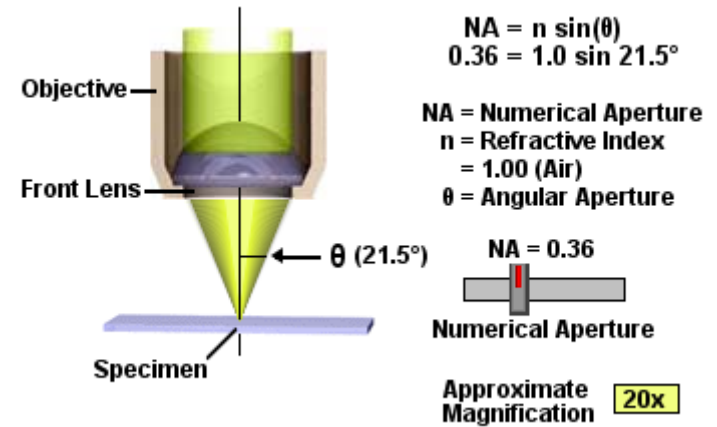 NA = n sin(θ)
0.36 = 1.0 sin 21.5°
Objective
NA = Numerical Aperture
n = Refractive Index
= 1.00 (Air)
θ = Angular Aperture
Front Lens
θ (21.5°)
NA = 0.36
Numerical Aperture
Specimen
Approximate
Magnification
20x